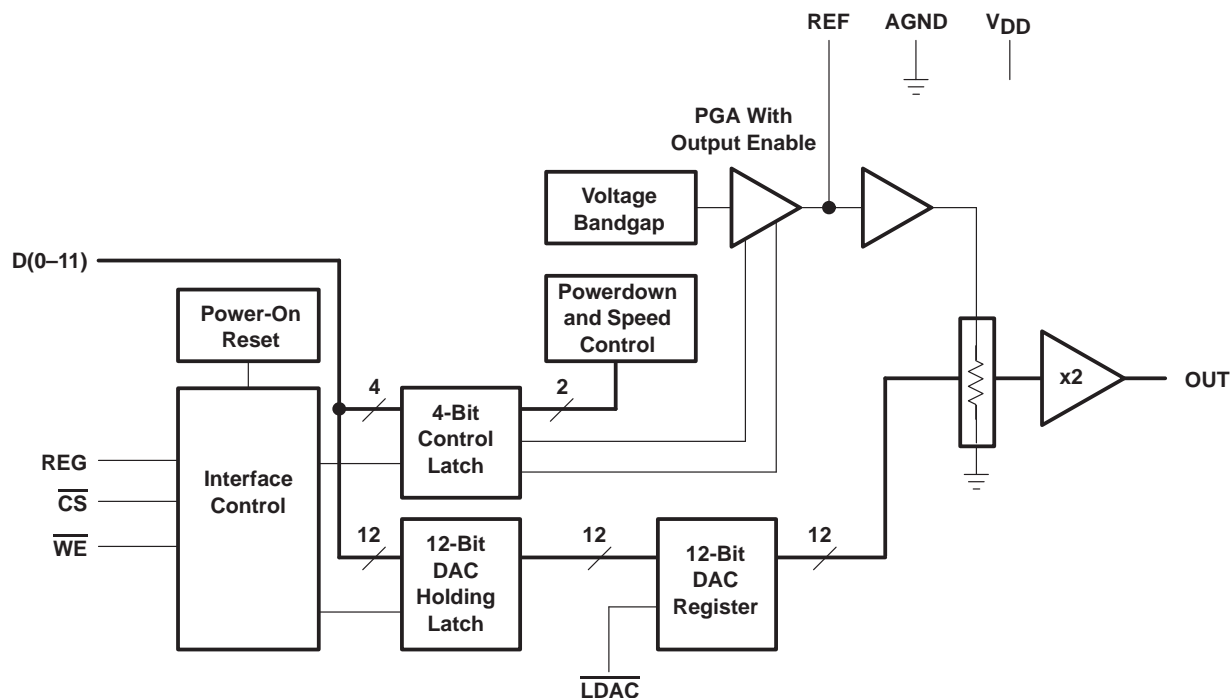 REF AGND VDD
PGA With
Output Enable
Voltage
Bandgap
D(0–11)
Powerdown
and Speed
Control
Power-On
Reset
4
2
4-Bit
Control
Latch
x2
OUT
REG
CS
WE
Interface
Control
12
12-Bit
DAC
Holding
Latch
12
12-Bit
DAC
Register
12
LDAC